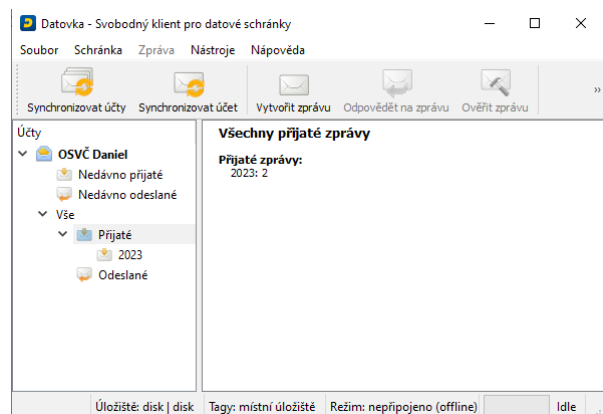 Datovka - Svobodný klient pro datové schránky
Soubor Schránka Zpráva Nástroje Nápověda
Synchronizovat účty Synchronizovat účet Vytvořit zprávu Odpovědět na zprávu Ověřit zprávu »
Účty
OSVČ Daniel
Nedávno přijaté
Nedávno odeslané
Vše
Přijaté
2023
Odeslané
Všechny přijaté zprávy
Přijaté zprávy:
2023: 2
Úložiště: disk | disk Tagy: místní úložiště Režim: nepřipojeno (offline) Idle